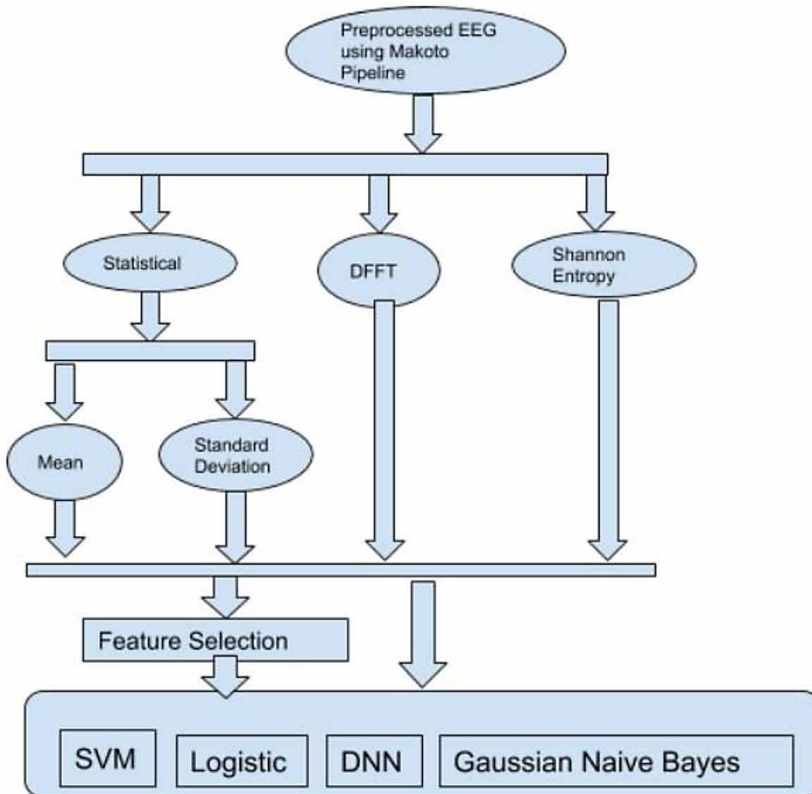 Preprocessed EEG
using Makoto
Pipeline
Statistical
DFFT
Shannon
Entropy
Mean
Standard
Deviation
Feature Selection
SVM
Logistic
DNN
Gaussian Naive Bayes